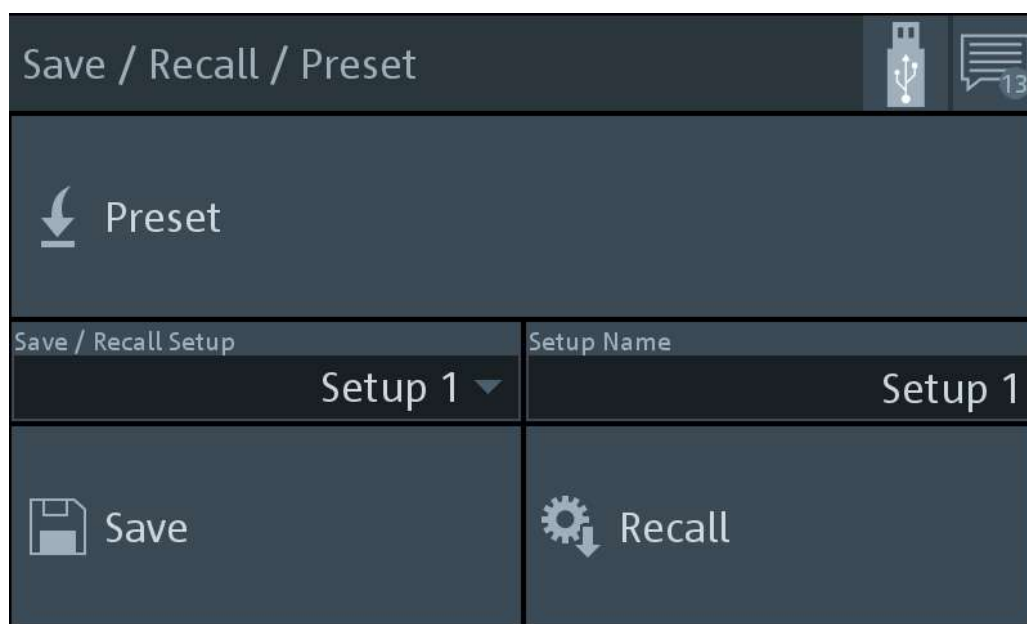 Save / Recall / Preset
13
Preset
Save / Recall Setup
Setup Name
Setup 1
Setup 1
Save
Recall